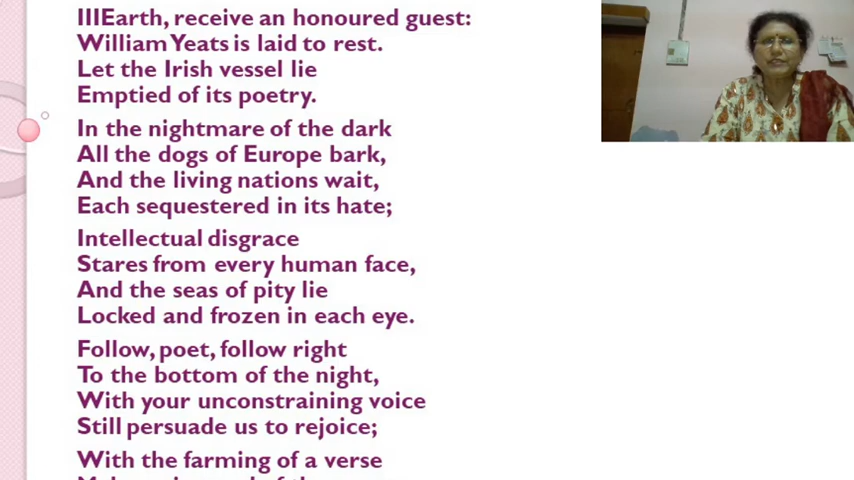 IIIEarth, receive an honoured guest:
William Yeats is laid to rest.
Let the Irish vessel lie
Emptied of its poetry.
In the nightmare of the dark
All the dogs of Europe bark,
And the living nations wait,
Each sequestered in its hate;
Intellectual disgrace
Stares from every human face,
And the seas of pity lie
Locked and frozen in each eye.
Follow, poet, follow right
To the bottom of the night,
With your unconstraining voice
Still persuade us to rejoice;
With the farming of a verse